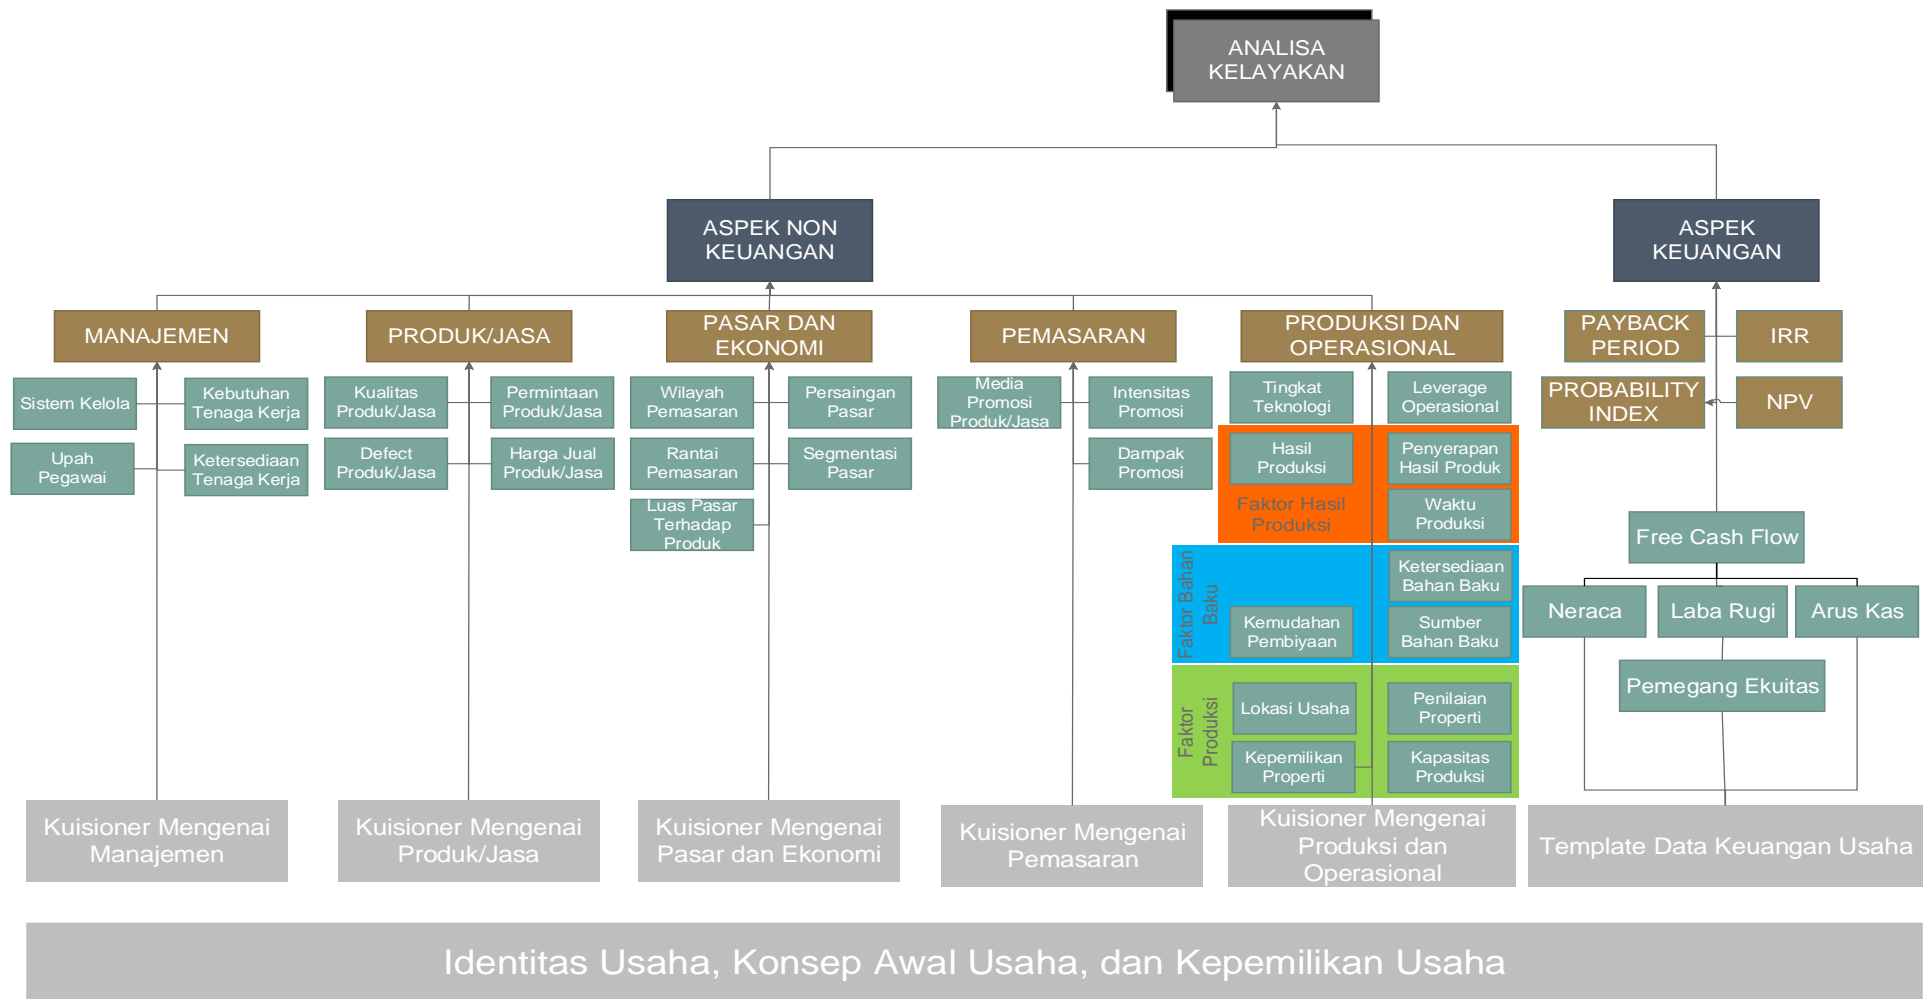 ANALISA
KELAYAKAN
ASPEK NON
KEUANGAN
ASPEK
KEUANGAN
MANAJEMEN
PRODUK/JASA
PASAR DAN
EKONOMI
PEMASARAN
PRODUKSI DAN
OPERASIONAL
PAYBACK
PERIOD
IRR
PROBABILITY
INDEX
NPV
Sistem Kelola
Kebutuhan
Tenaga Kerja
Upah
Pegawai
Ketersediaan
Tenaga Kerja
Kualitas
Produk/Jasa
Permintaan
Produk/Jasa
Defect
Produk/Jasa
Harga Jual
Produk/Jasa
Wilayah
Pemasaran
Persaingan
Pasar
Rantai
Pemasaran
Segmentasi
Pasar
Luas Pasar
Terhadap
Produk
Media
Promosi
Produk/Jasa
Intensitas
Promosi
Dampak
Promosi
Tingkat
Teknologi
Leverage
Operasional
Hasil
Produksi
Penyerapan
Hasil Produk
Faktor Hasil
Produksi
Waktu
Produksi
Faktor Bahan
Baku
Ketersediaan
Bahan Baku
Kemudahan
Pembiyaan
Sumber
Bahan Baku
Faktor
Produksi
Lokasi Usaha
Penilaian
Properti
Kepemilikan
Properti
Kapasitas
Produksi
Free Cash Flow
Neraca
Laba Rugi
Arus Kas
Pemegang Ekuitas
Kuisioner Mengenai
Manajemen
Kuisioner Mengenai
Produk/Jasa
Kuisioner Mengenai
Pasar dan Ekonomi
Kuisioner Mengenai
Pemasaran
Kuisioner Mengenai
Produksi dan
Operasional
Template Data Keuangan Usaha
Identitas Usaha, Konsep Awal Usaha, dan Kepemilikan Usaha